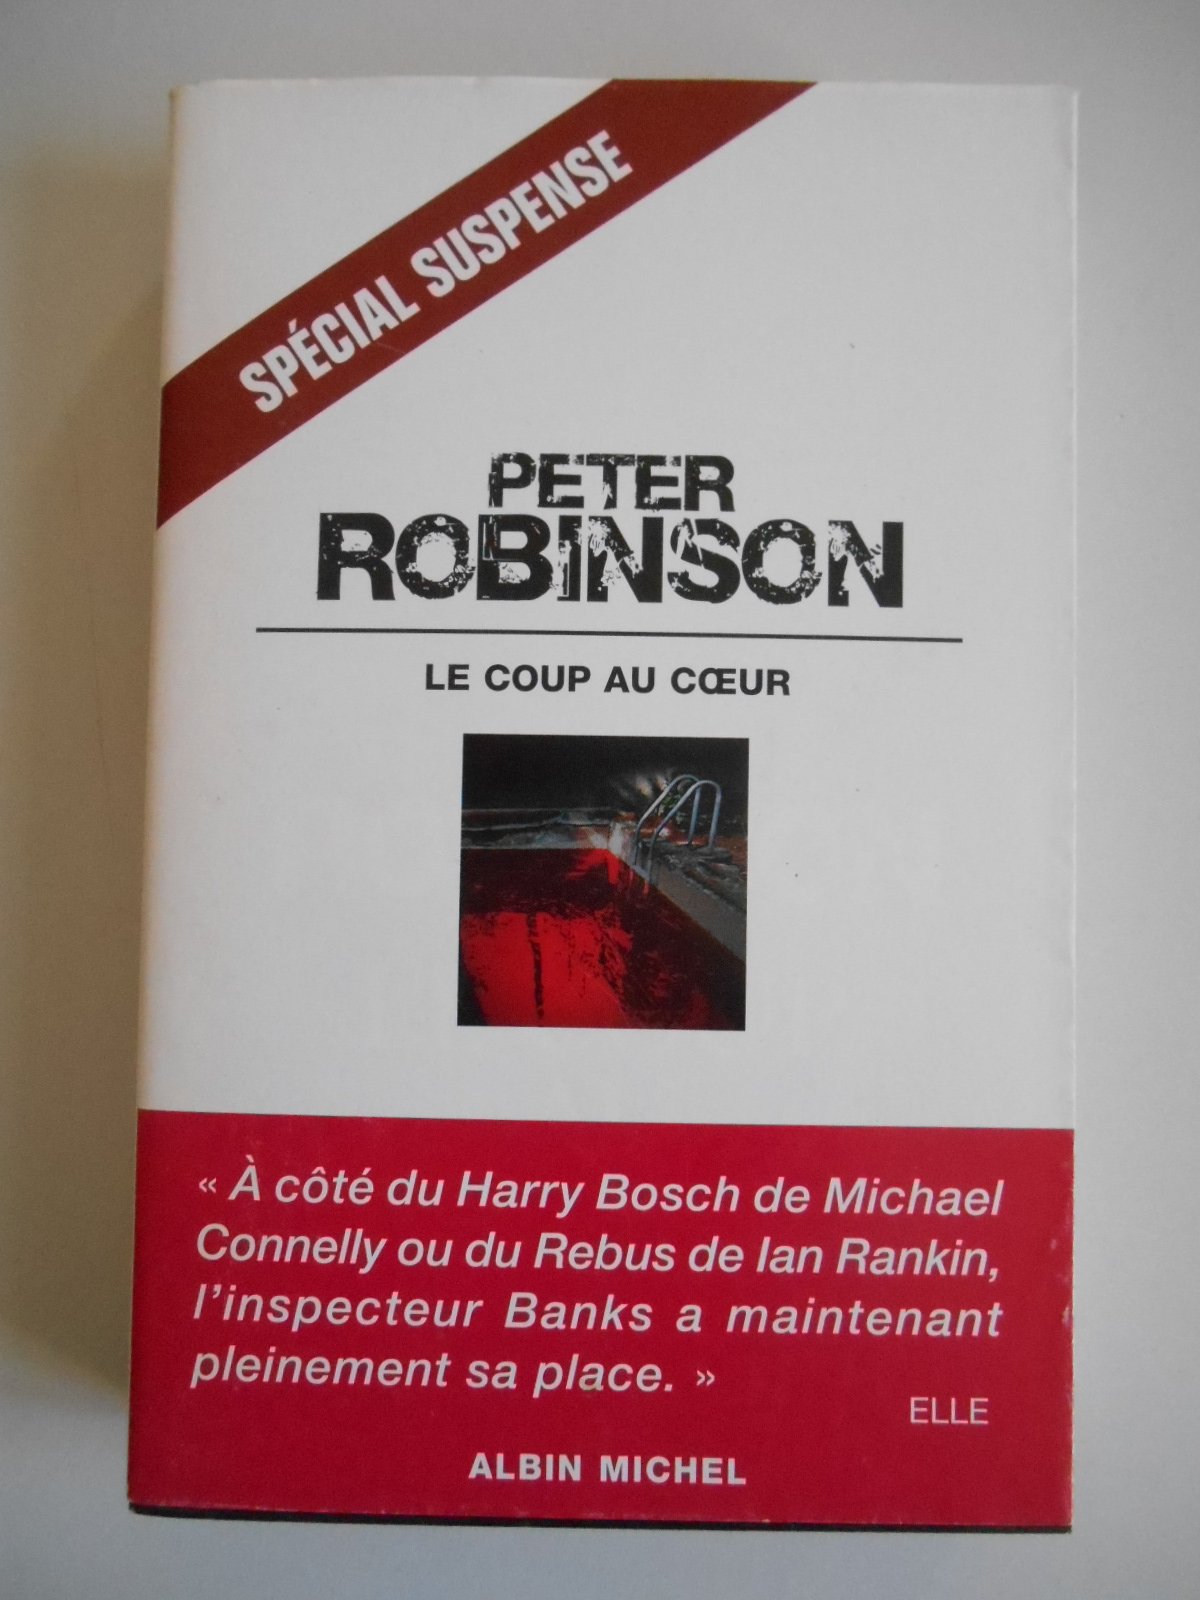 SPÉCIAL SUSPENSE
PETER
ROBINSON
LE COUP AU CŒUR
« À côté du Harry Bosch de Michael
Connelly ou du Rebus de Ian Rankin,
l'inspecteur Banks a maintenant
pleinement sa place. »
ELLE
ALBIN MICHEL